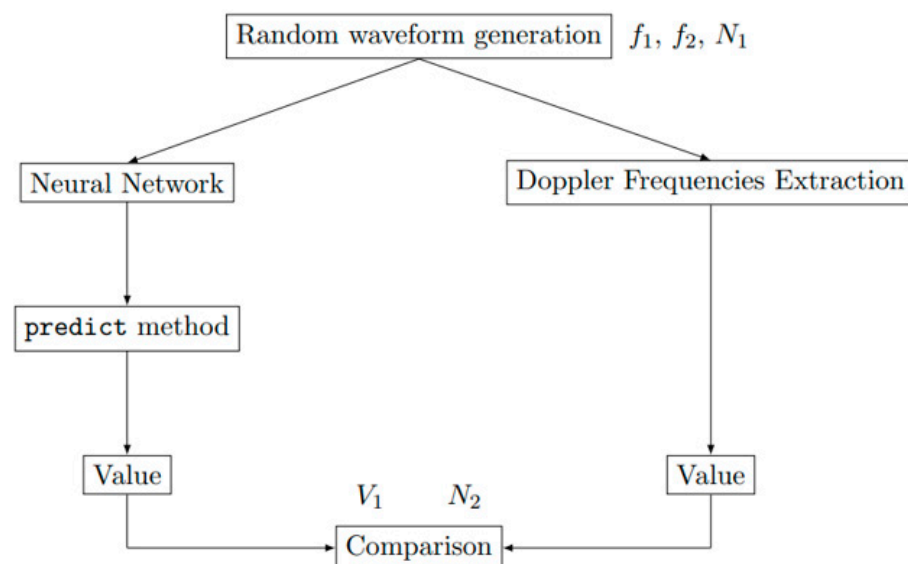 Random waveform generation f₁, f₂, N₁
Neural Network
Doppler Frequencies Extraction
predict method
Value
Value
V₁ N₂
Comparison